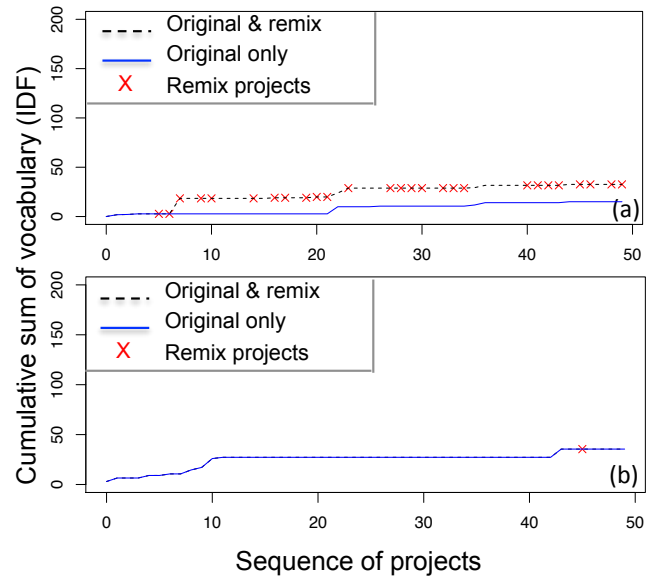 Cumulative sum of vocabulary (IDF)
200
150
100
50
0
Original & remix
Original only
X Remix projects
(a)
0 10 20 30 40 50
200
150
100
50
0
Original & remix
Original only
X Remix projects
(b)
0 10 20 30 40 50
Sequence of projects